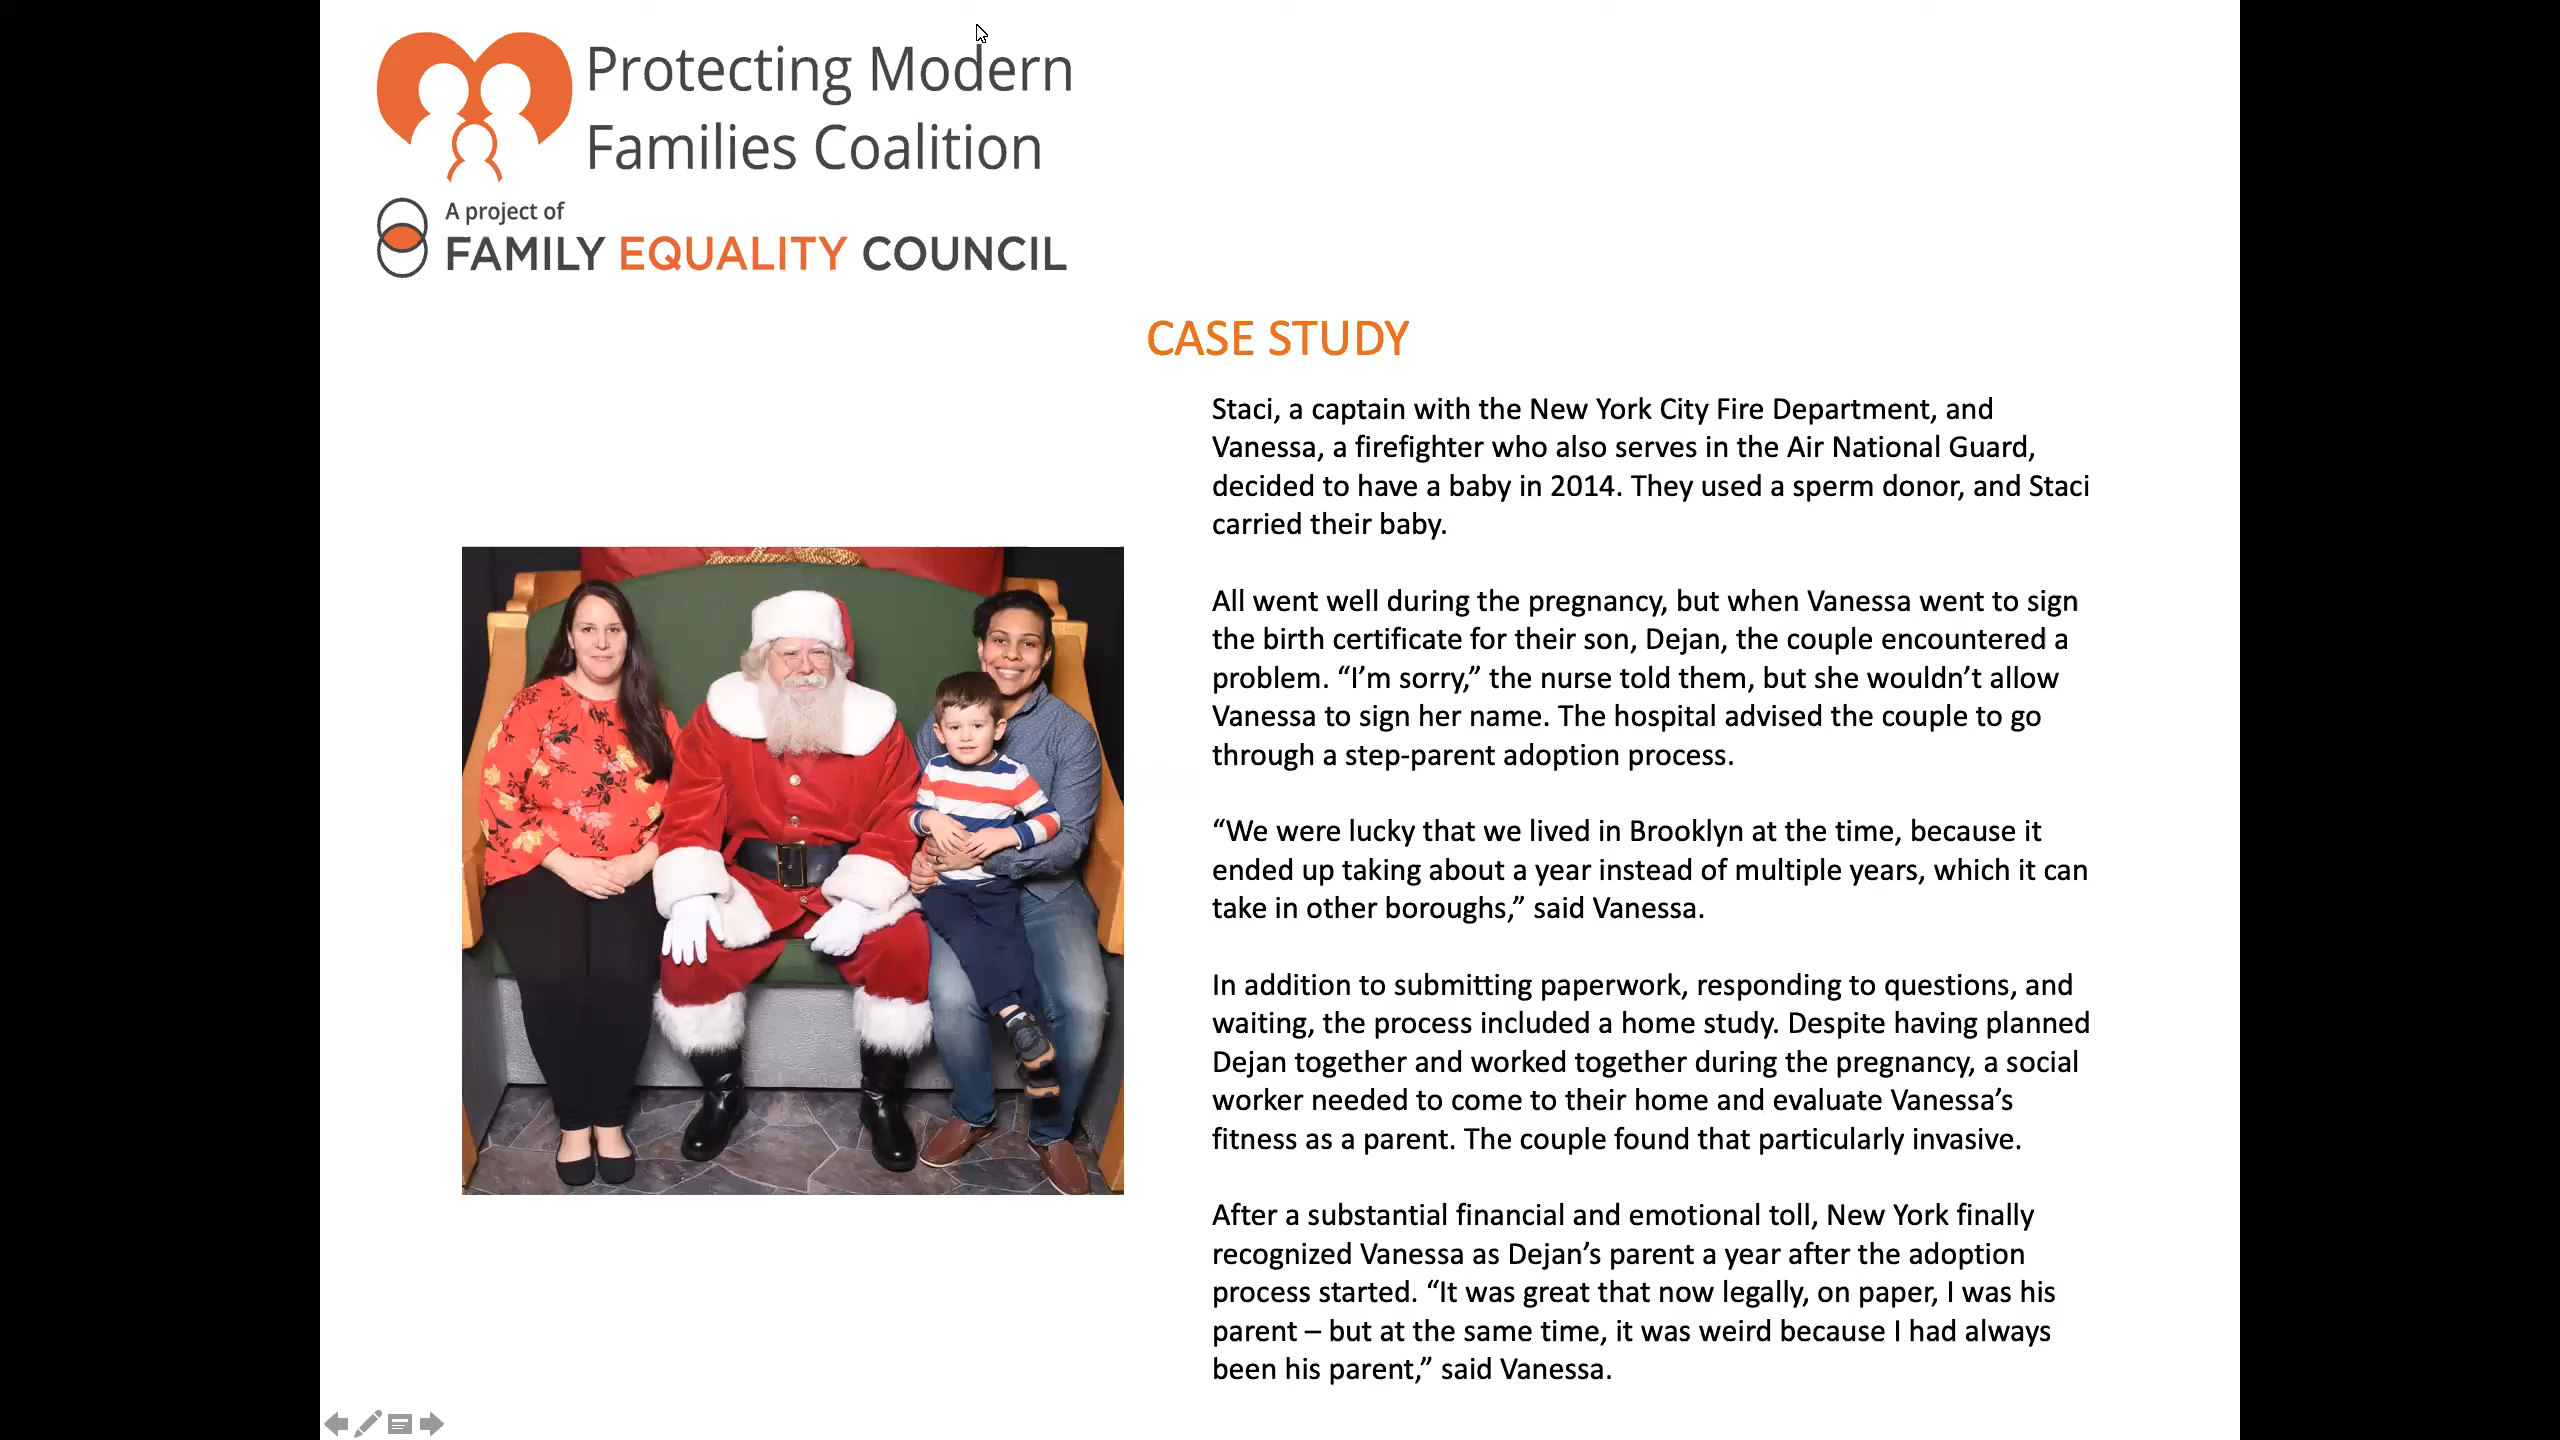 Protecting Modern
Families Coalition
A project of
FAMILY EQUALITY COUNCIL
CASE STUDY
Staci, a captain with the New York City Fire Department, and
Vanessa, a firefighter who also serves in the Air National Guard,
decided to have a baby in 2014. They used a sperm donor, and Staci
carried their baby.
All went well during the pregnancy, but when Vanessa went to sign
the birth certificate for their son, Dejan, the couple encountered a
problem. “I’m sorry,” the nurse told them, but she wouldn’t allow
Vanessa to sign her name. The hospital advised the couple to go
through a step-parent adoption process.
“We were lucky that we lived in Brooklyn at the time, because it
ended up taking about a year instead of multiple years, which it can
take in other boroughs,” said Vanessa.
In addition to submitting paperwork, responding to questions, and
waiting, the process included a home study. Despite having planned
Dejan together and worked together during the pregnancy, a social
worker needed to come to their home and evaluate Vanessa’s
fitness as a parent. The couple found that particularly invasive.
After a substantial financial and emotional toll, New York finally
recognized Vanessa as Dejan’s parent a year after the adoption
process started. “It was great that now legally, on paper, I was his
parent – but at the same time, it was weird because I had always
been his parent,” said Vanessa.